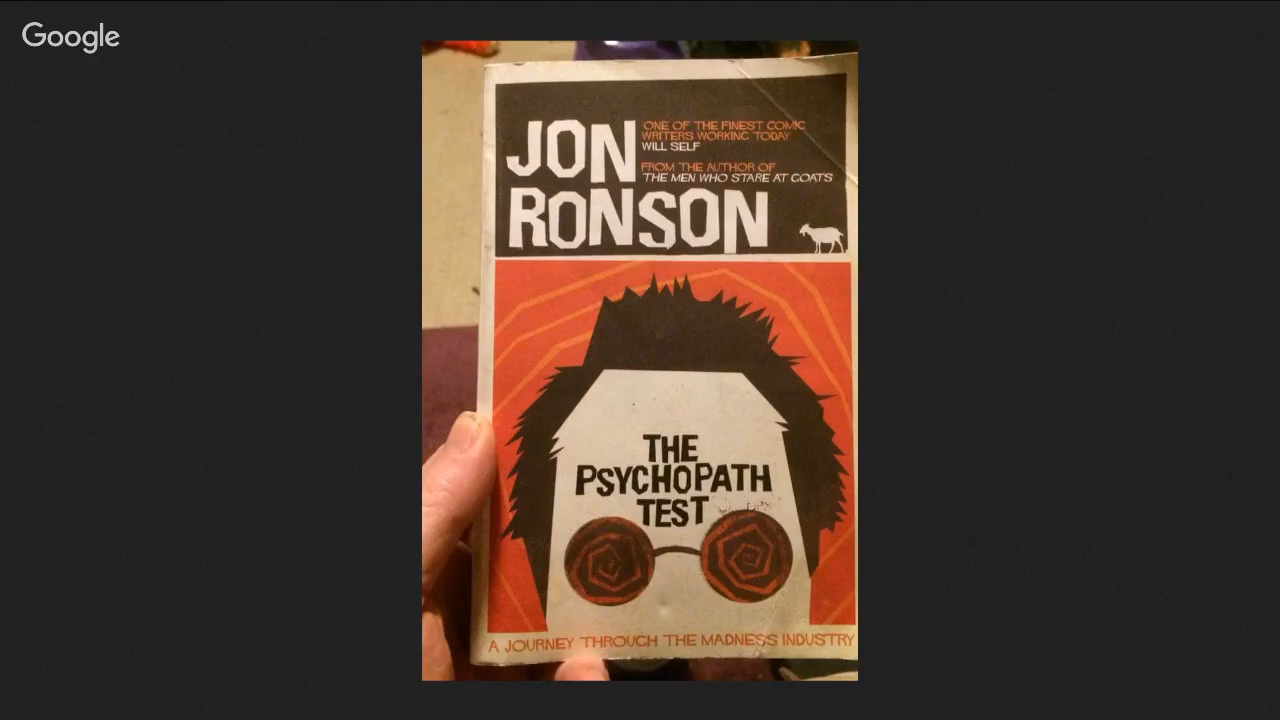 Google
JON
RONSON
ONE OF THE FINEST COMIC
WRITERS WORKING TODAY
WILL SELF
FROM THE AUTHOR OF
THE MEN WHO STARE AT GOATS
THE
PSYCHOPATH
TEST
A JOURNEY THROUGH THE MADNESS INDUSTRY